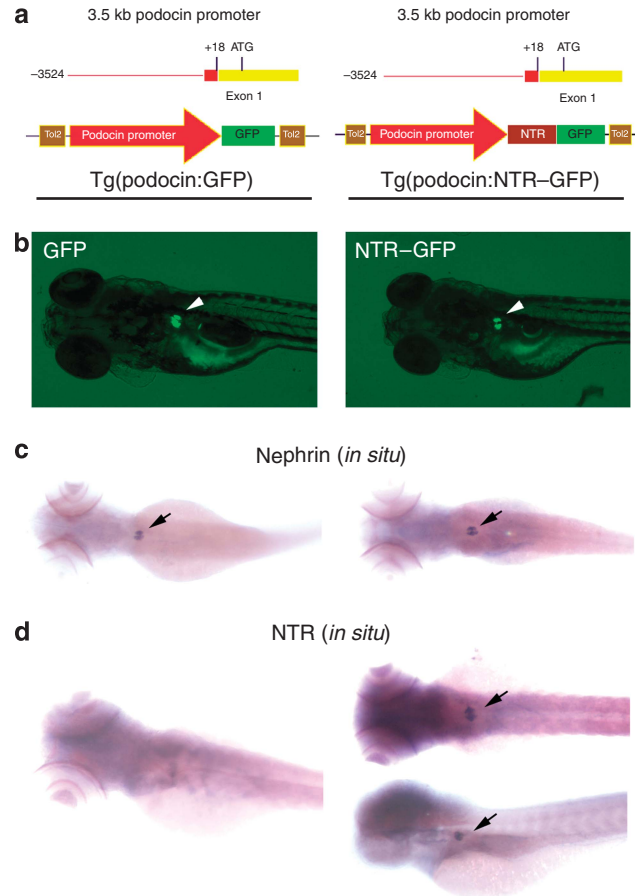 a
3.5 kb podocin promoter
+18 ATG
–3524
Exon 1
Tol2 Podocin promoter GFP Tol2
Tg(podocin:GFP)
3.5 kb podocin promoter
+18 ATG
–3524
Exon 1
Tol2 Podocin promoter NTR GFP Tol2
Tg(podocin:NTR–GFP)
b
GFP
NTR–GFP
c
Nephrin (in situ)
d
NTR (in situ)